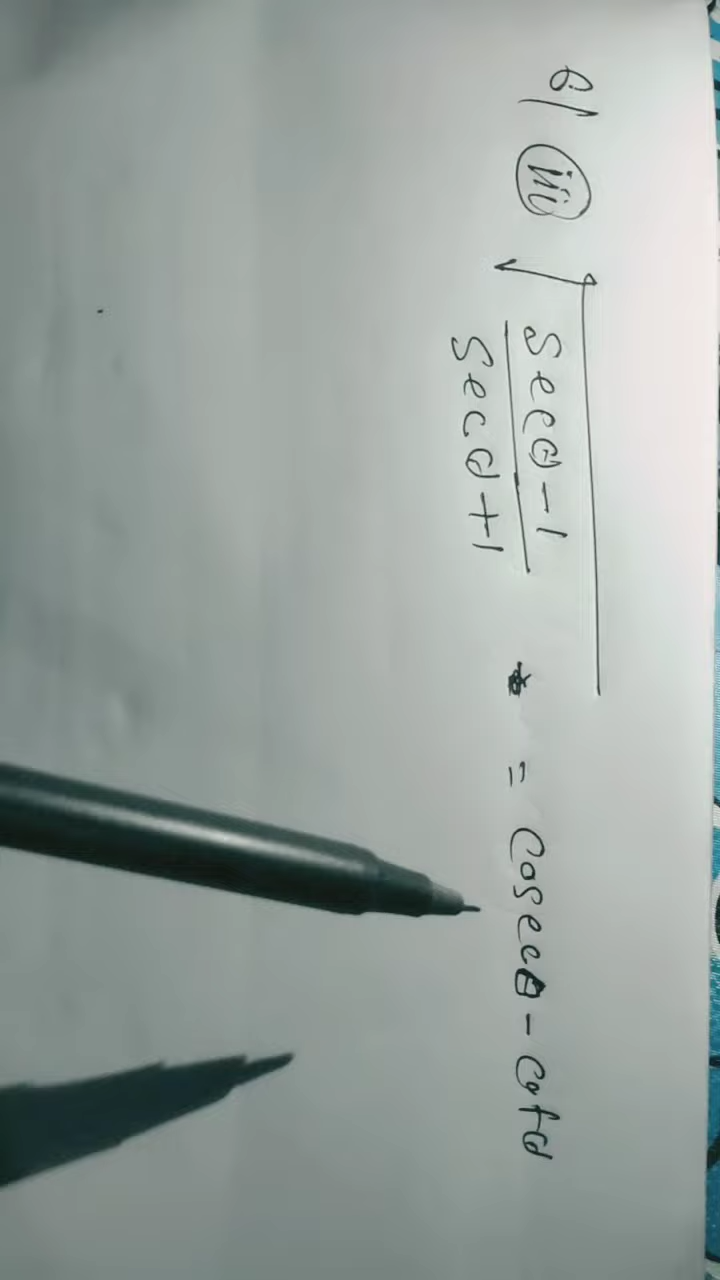 6) (iii) √((secθ-1)/(secθ+1)) = cosecθ - cotθ